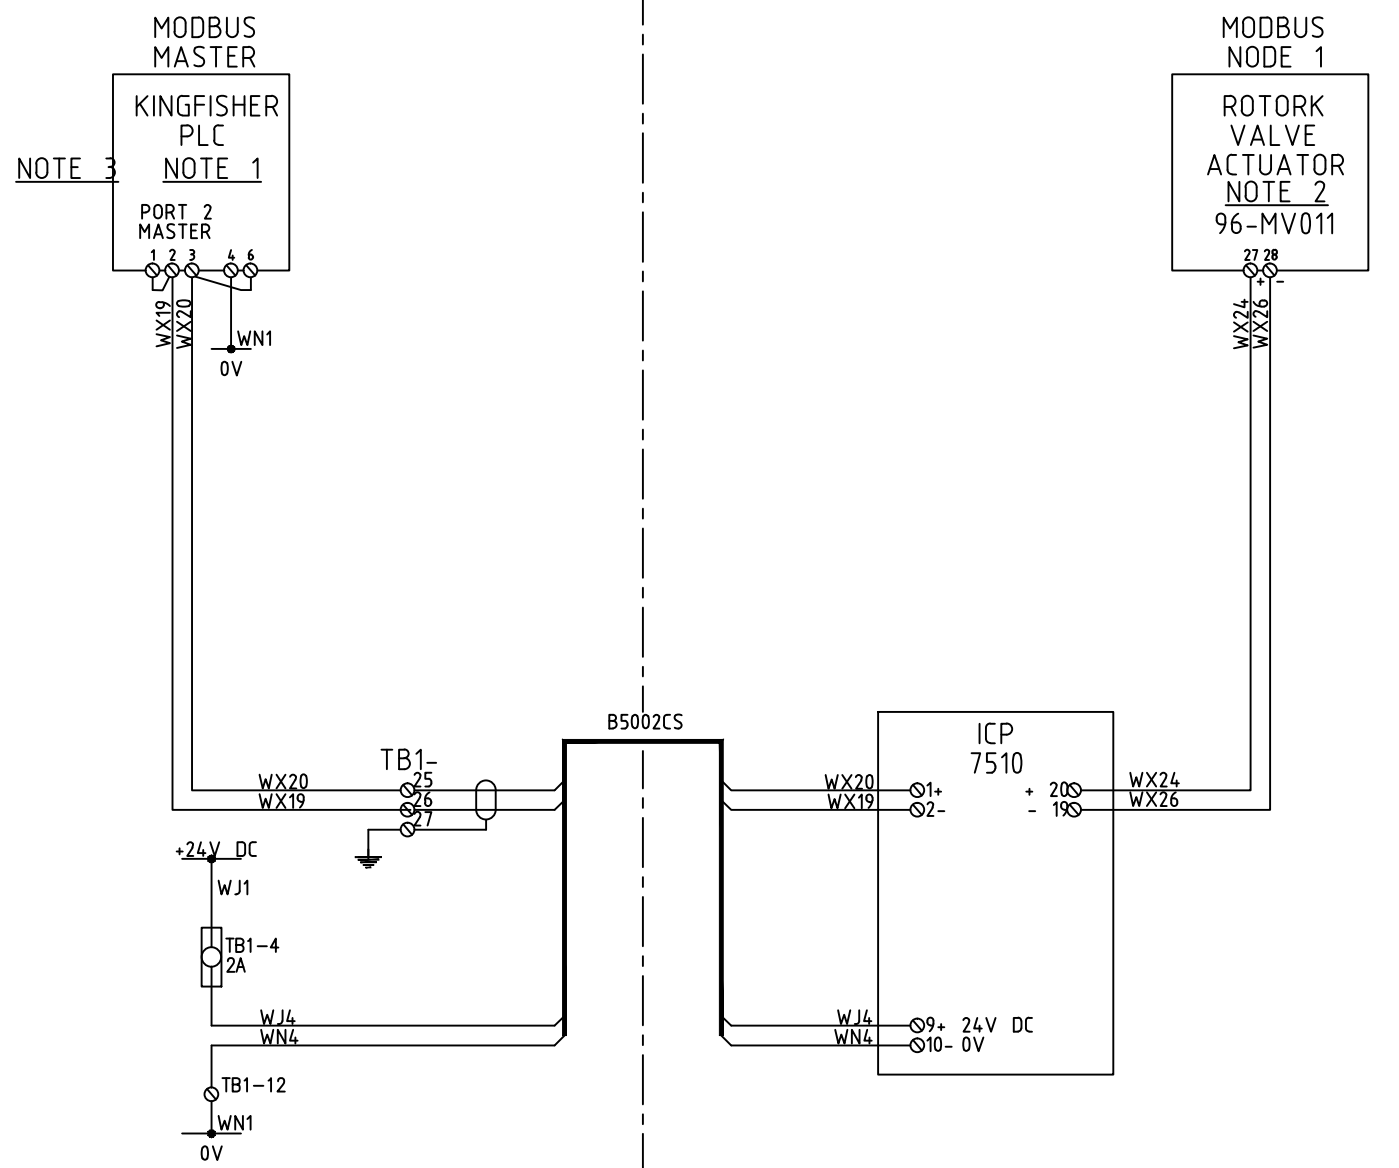 MODBUS
MASTER
KINGFISHER
PLC
NOTE 3
NOTE 1
PORT 2
MASTER
1 2 3 4 6
WX19
WX20
WN1
0V
MODBUS
NODE 1
ROTORK
VALVE
ACTUATOR
NOTE 2
96-MV011
27 28
+ -
WX24
WX26
B5002CS
TB1-
WX20
25
WX19
26
27
+24V DC
WJ1
TB1-4
2A
WJ4
WN4
TB1-12
WN1
0V
ICP
7510
WX20
1+
+ 20
WX24
WX19
2-
- 19
WX26
WJ4
9+ 24V DC
WN4
10- 0V